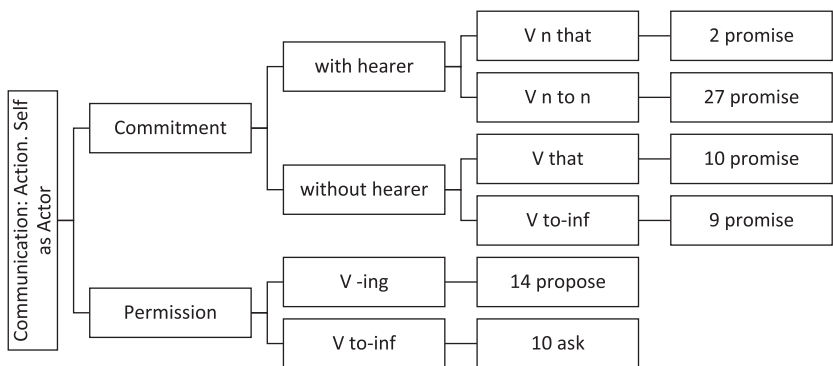 Communication: Action. Self
as Actor
Commitment
with hearer
V n that
2 promise
V n to n
27 promise
without hearer
V that
10 promise
V to-inf
9 promise
Permission
V -ing
14 propose
V to-inf
10 ask